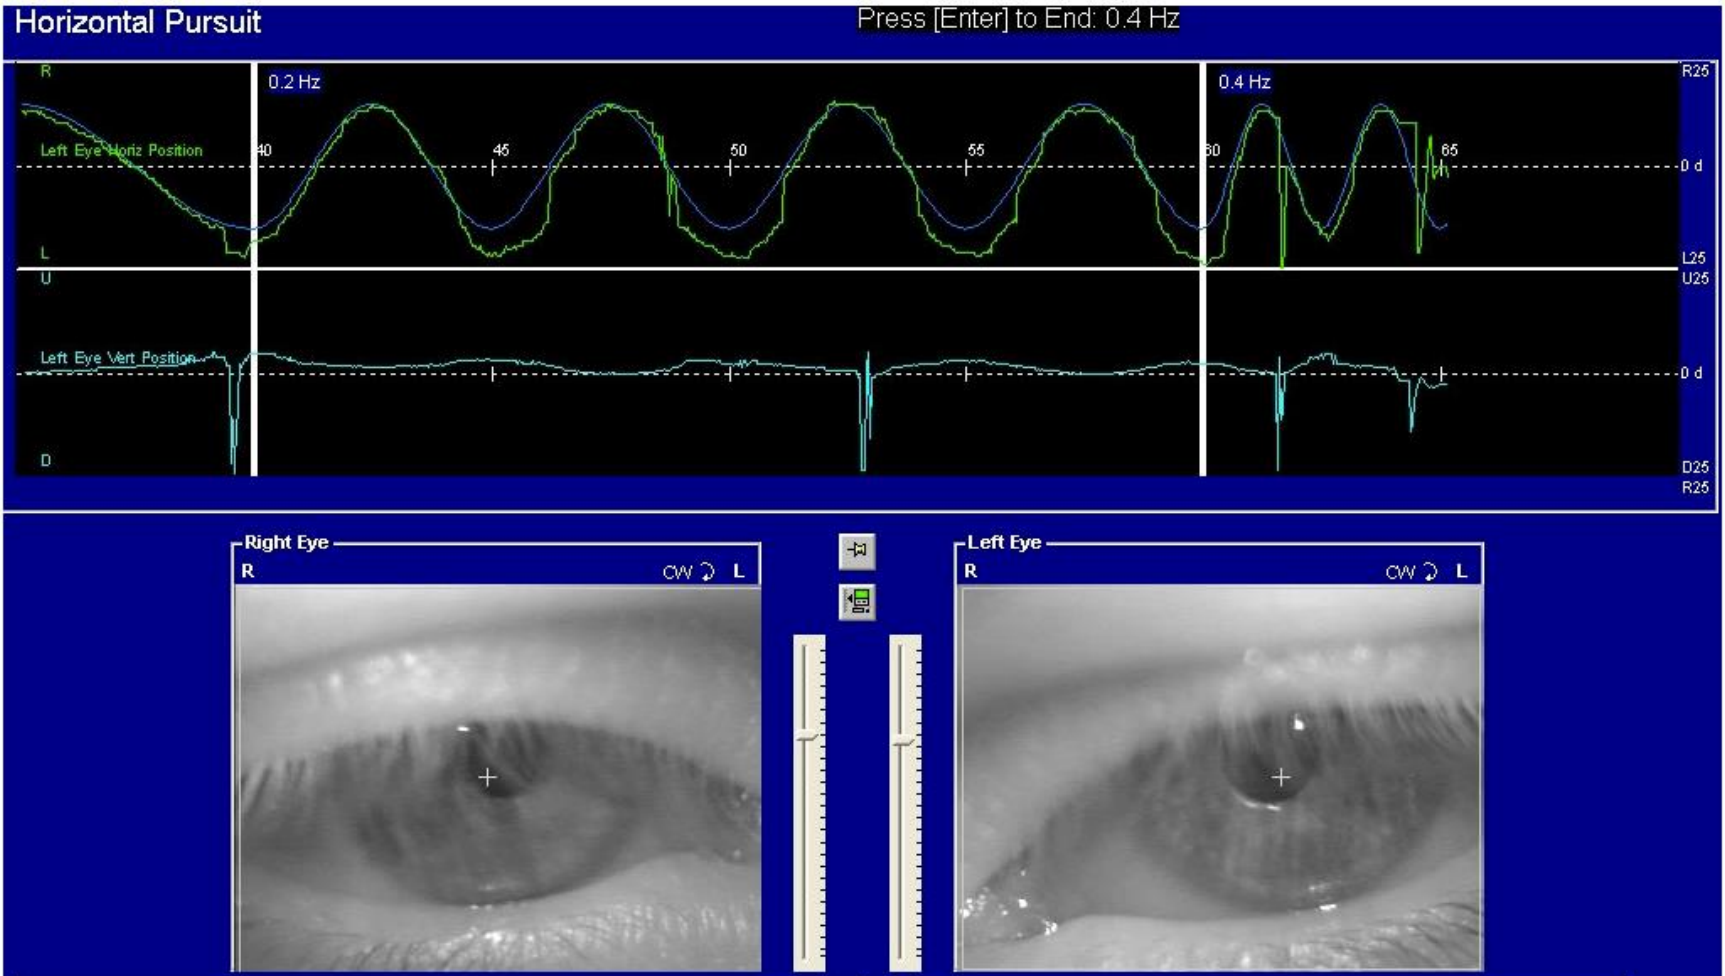 Horizontal Pursuit
Press [Enter] to End: 0.4 Hz
R
0.2 Hz
0.4 Hz
R25
Left Eye Horiz Position
40
45
50
55
60
65
0 d
L
L25
U
U25
Left Eye Vert Position
0 d
D
D25
R25
Right Eye
R
CW
L
Left Eye
R
CW
L